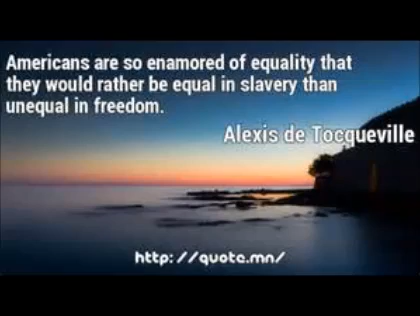 Americans are so enamored of equality that
they would rather be equal in slavery than
unequal in freedom.
Alexis de Tocqueville
http://quote.mn/